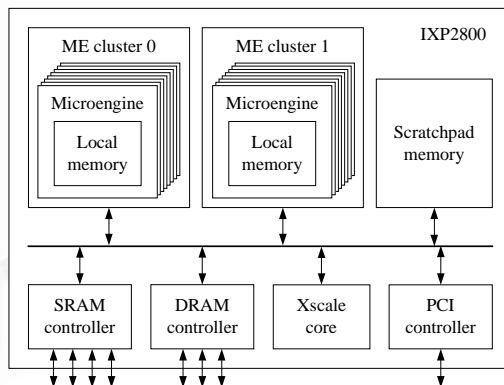 ME cluster 0
ME cluster 1
IXP2800
Microengine
Microengine
Local
memory
Local
memory
Scratchpad
memory
SRAM
controller
DRAM
controller
Xscale
core
PCI
controller